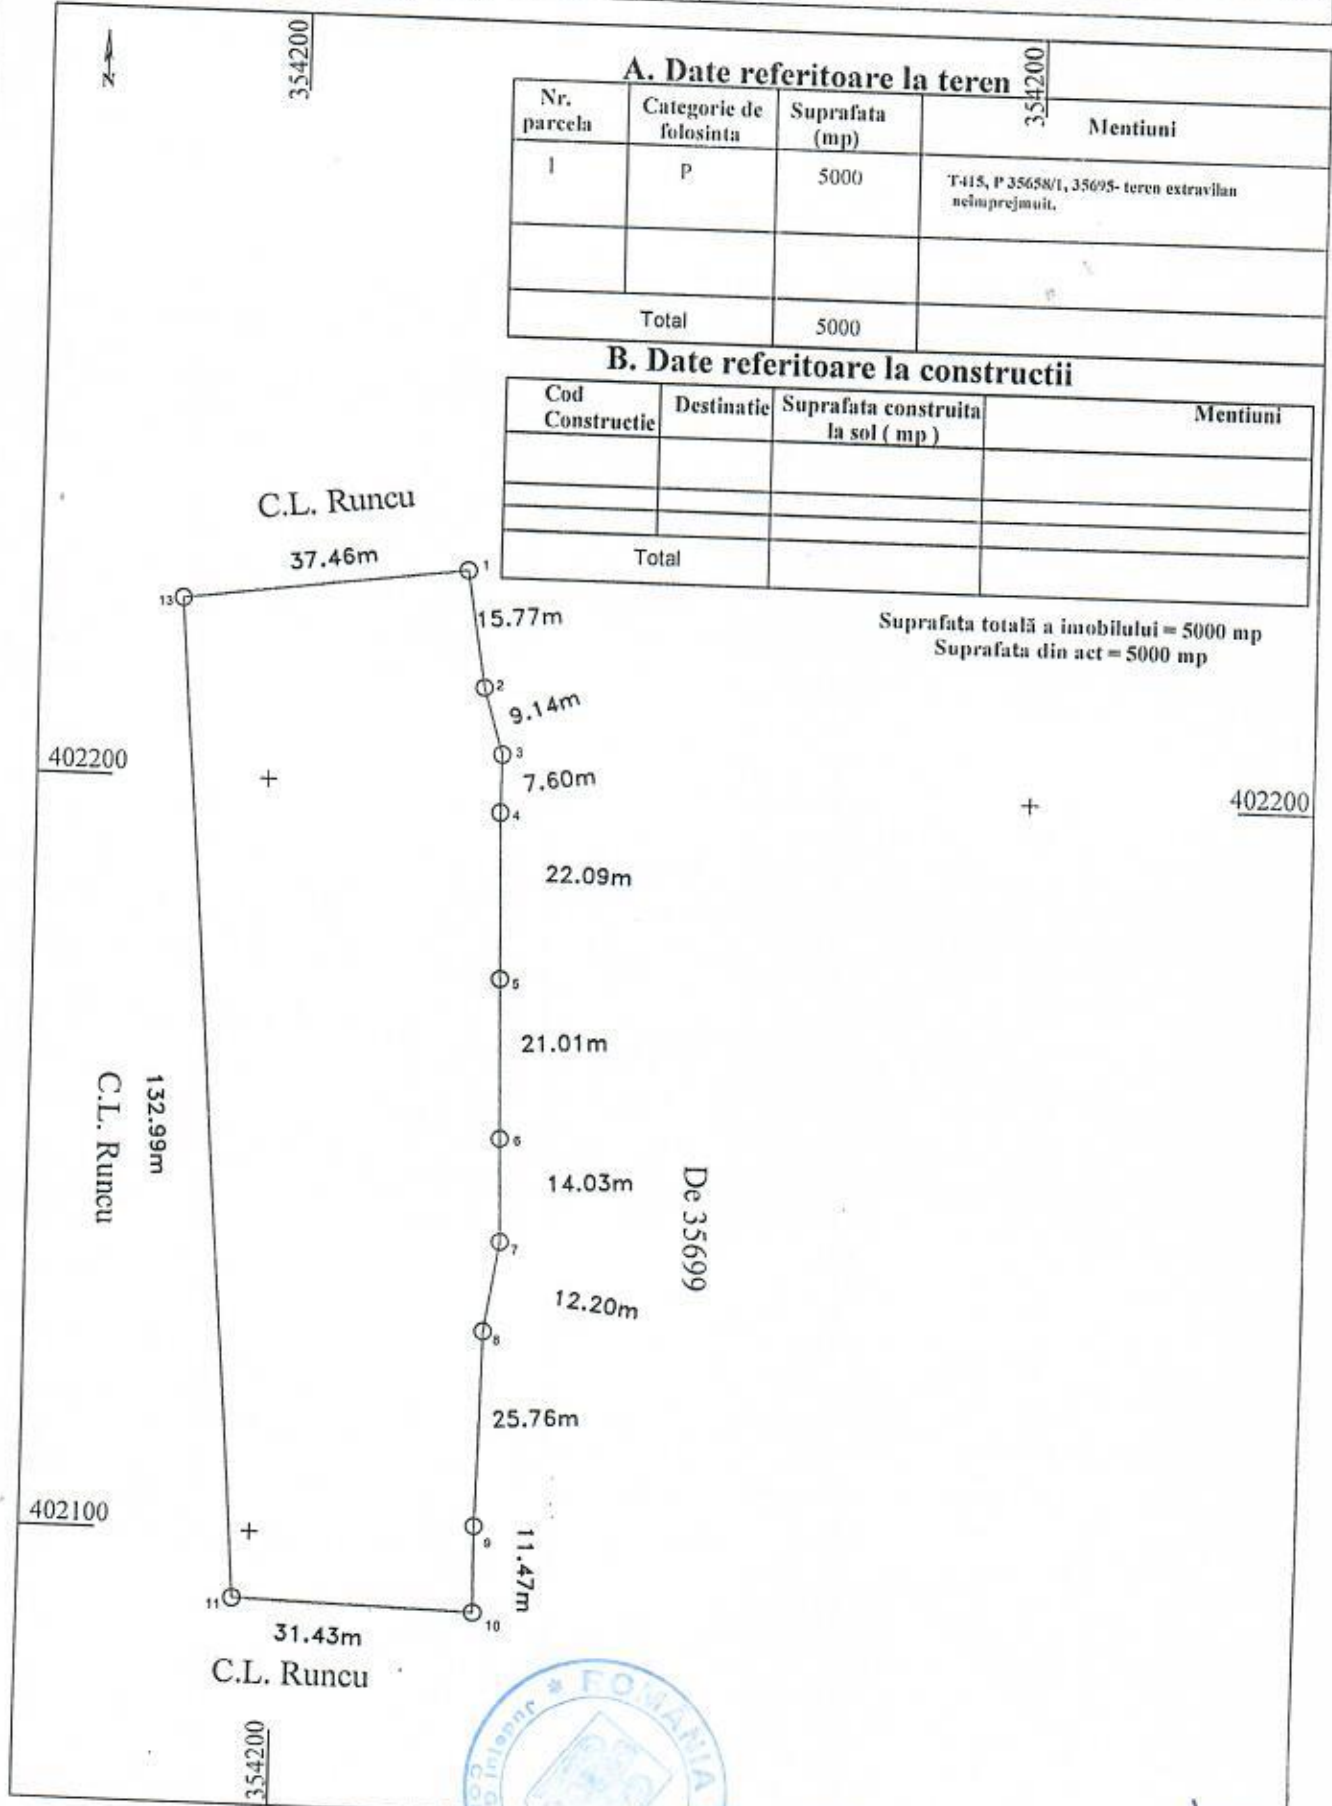 N
354200
354200
A. Date referitoare la teren
Nr. parcela
Categorie de folosinta
Suprafata (mp)
Mentiuni
1
P
5000
T415, P 35658/1, 35695- teren extravilan
neîmprejmuit.
Total
5000
B. Date referitoare la constructii
Cod Constructie
Destinatie
Suprafata construita la sol ( mp )
Mentiuni
Total
Suprafata totală a imobilului = 5000 mp
Suprafata din act = 5000 mp
C.L. Runcu
37.46m
13
1
15.77m
2
9.14m
3
7.60m
4
402200
402200
22.09m
5
21.01m
6
14.03m
7
12.20m
8
De 35699
132.99m
C.L. Runcu
25.76m
9
402100
11.47m
11
10
31.43m
C.L. Runcu
354200
ROMÂNIA
Judeţul